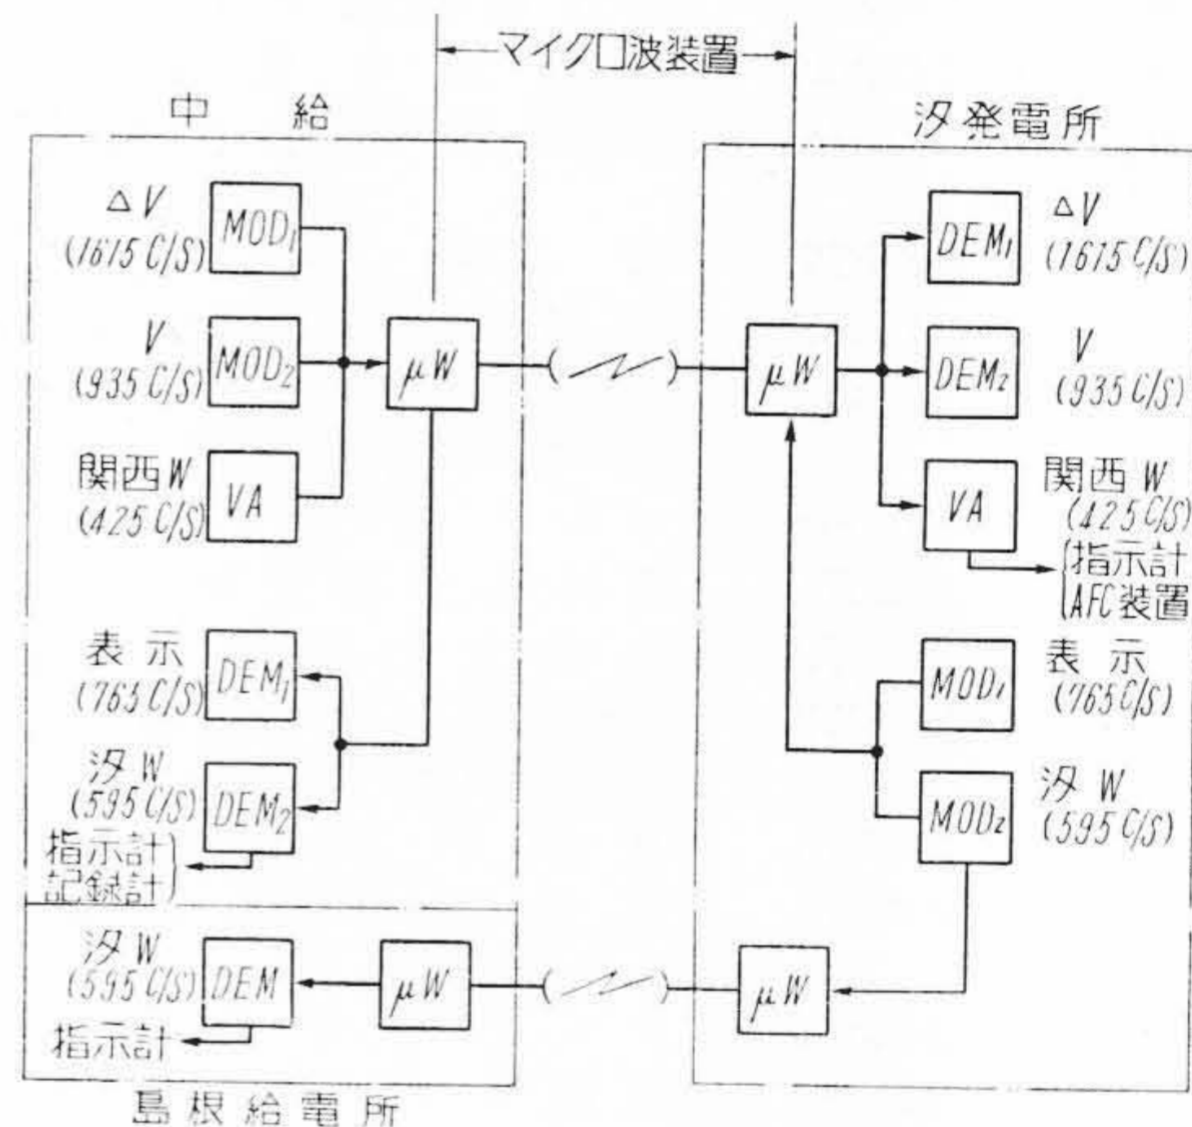 マイクロ波装置
中給
汐発電所
ΔV
(1615 C/S)
MOD1
V
(935 C/S)
MOD2
μW
関西W
(425 C/S)
VA
表示
(765 C/S)
DEM1
汐W
(595 C/S)
DEM2
指示計
記録計
汐W
(595 C/S)
DEM
μW
指示計
島根給電所
μW
DEM1
ΔV
(1615 C/S)
DEM2
V
(935 C/S)
VA
関西W
(425 C/S)
指示計
AFC装置
MOD1
表示
(765 C/S)
MOD2
汐W
(595 C/S)
μW